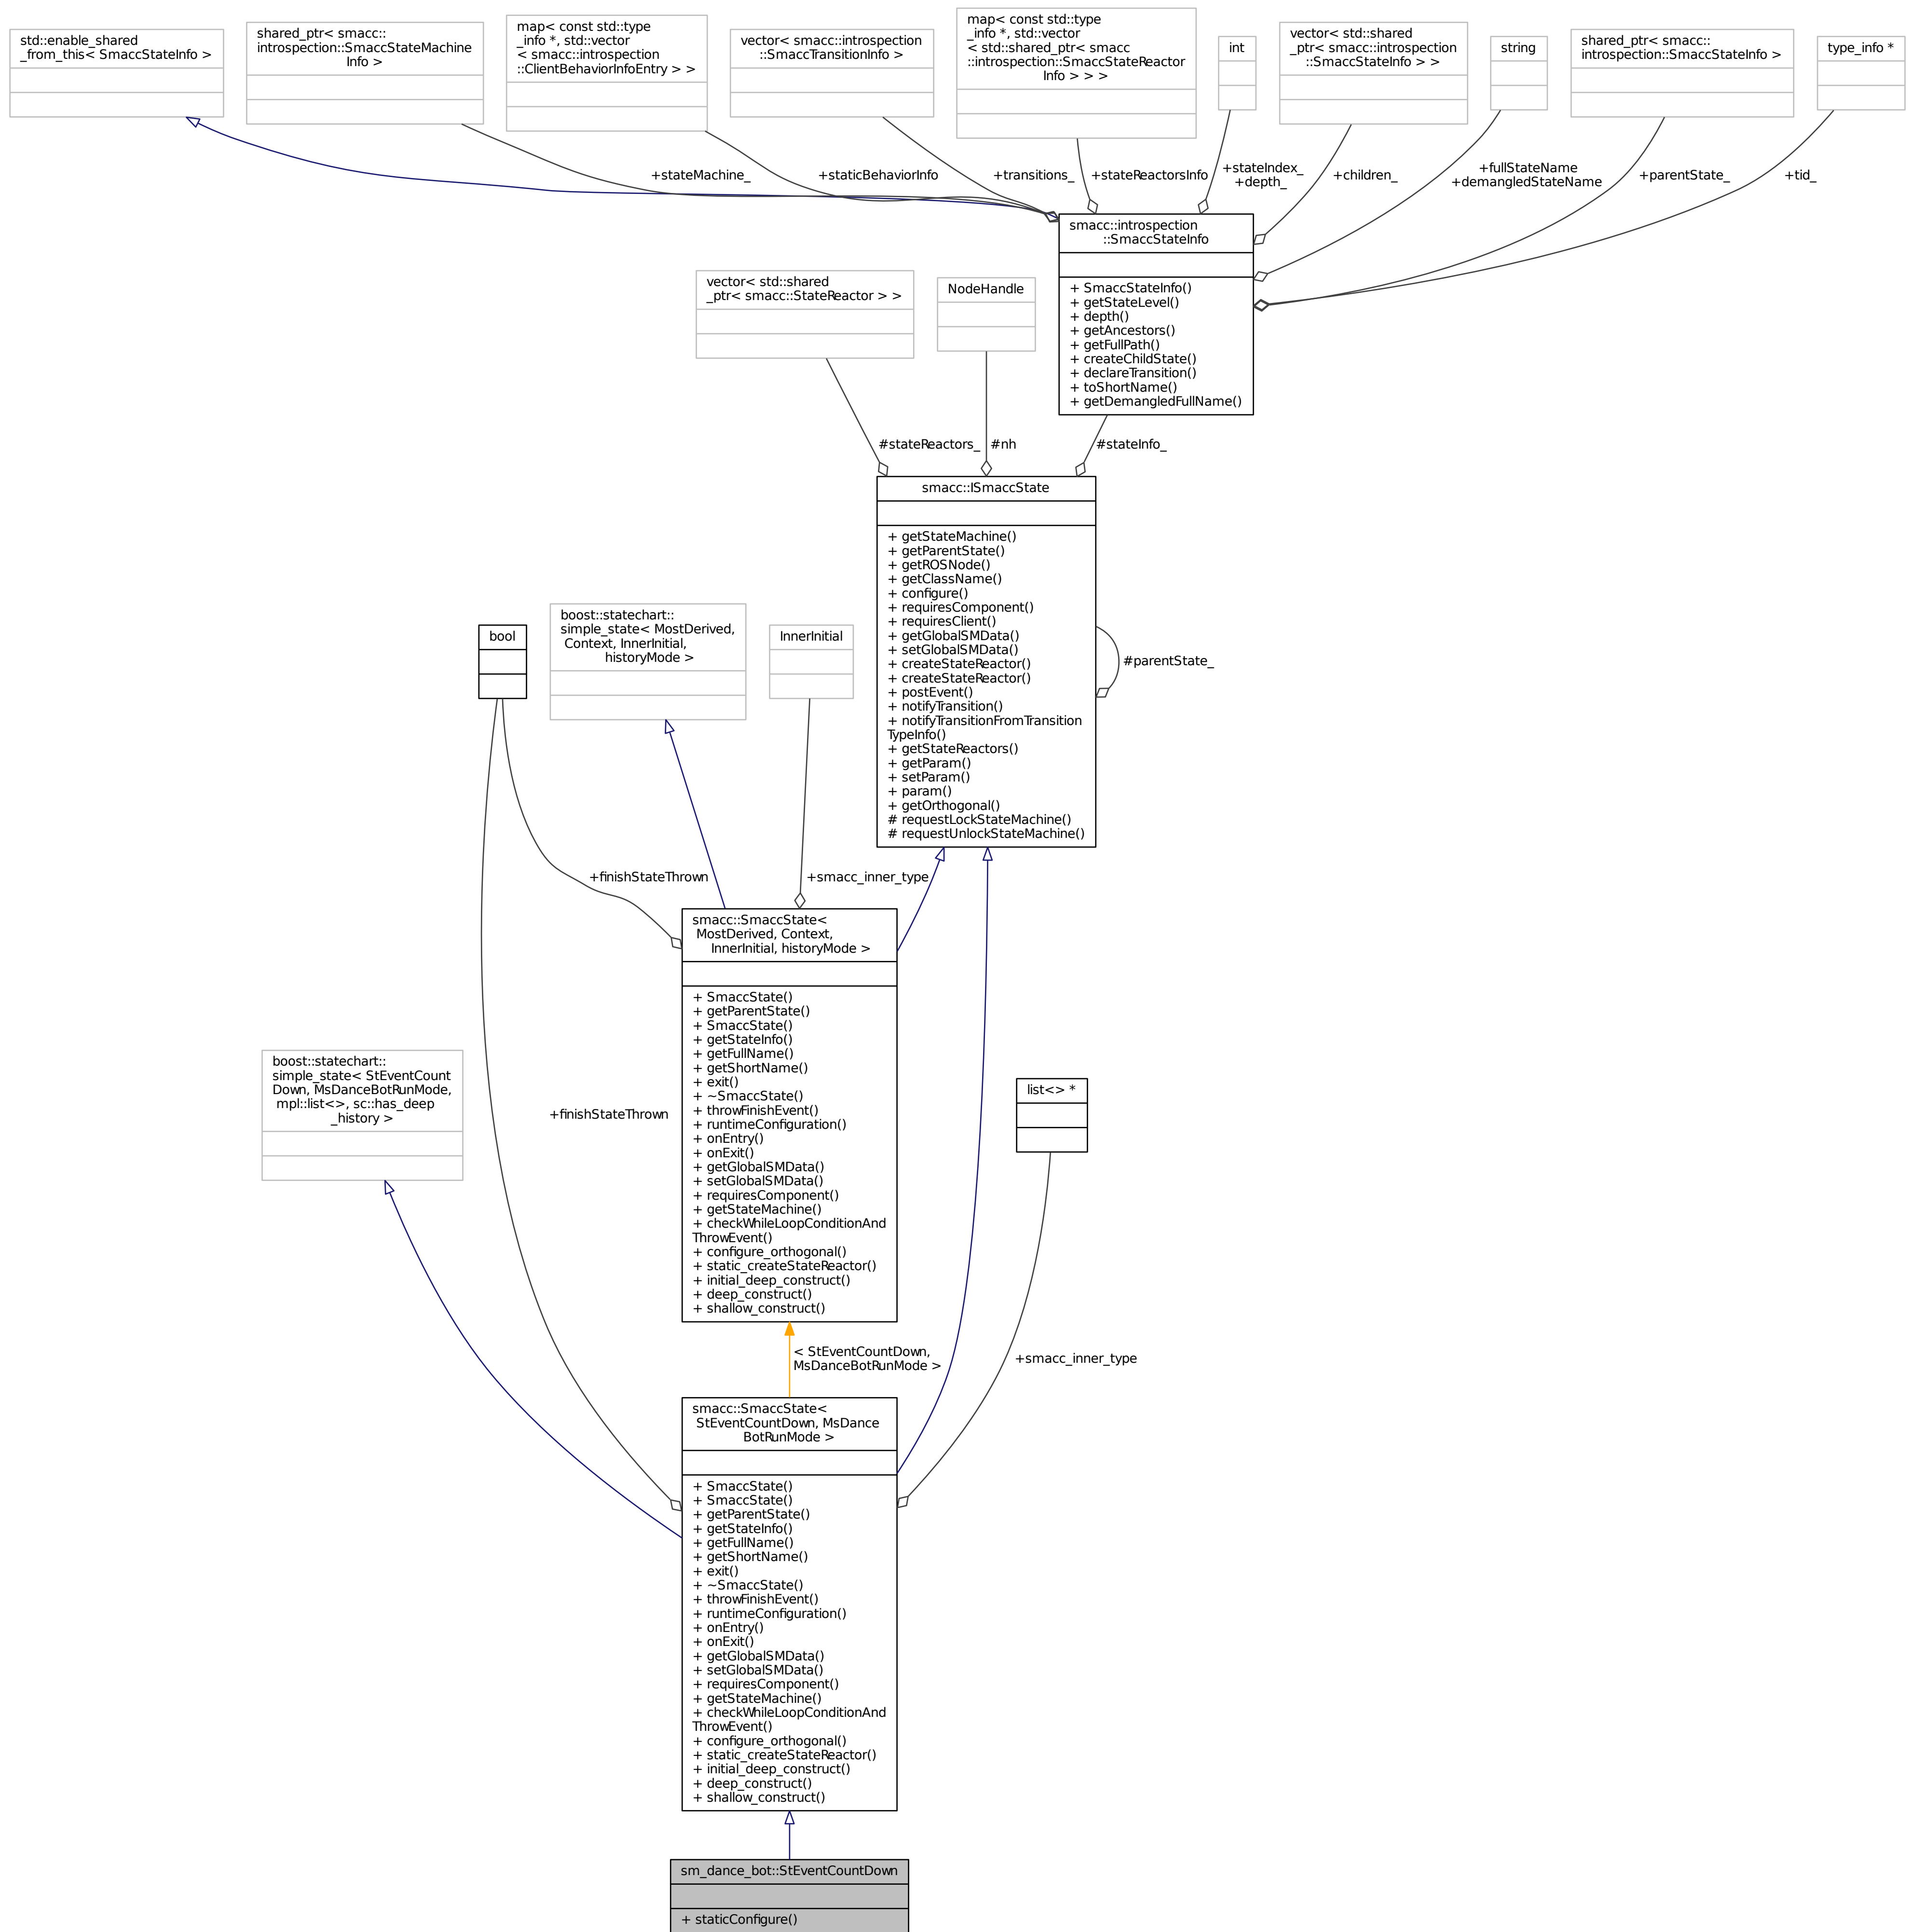 std::enable_shared
_from_this< SmaccStateInfo >
shared_ptr< smacc::
introspection::SmaccStateMachine
Info >
map< const std::type
_info *, std::vector
< smacc::introspection
::ClientBehaviorInfoEntry > >
vector< smacc::introspection
::SmaccTransitionInfo >
map< const std::type
_info *, std::vector
< std::shared_ptr< smacc
::introspection::SmaccStateReactor
Info > > >
int
vector< std::shared
_ptr< smacc::introspection
::SmaccStateInfo > >
string
shared_ptr< smacc::
introspection::SmaccStateInfo >
type_info *
+stateMachine_
+staticBehaviorInfo
+transitions_
+stateReactorsInfo
+stateIndex_
+depth_
+children_
+fullStateName
+demangledStateName
+parentState_
+tid_
smacc::introspection
::SmaccStateInfo
+ SmaccStateInfo()
+ getStateLevel()
+ depth()
+ getAncestors()
+ getFullPath()
+ createChildState()
+ declareTransition()
+ toShortName()
+ getDemangledFullName()
vector< std::shared
_ptr< smacc::StateReactor > >
NodeHandle
#stateReactors_
#nh
#stateInfo_
smacc::ISmaccState
+ getStateMachine()
+ getParentState()
+ getROSNode()
+ getClassName()
+ configure()
+ requiresComponent()
+ requiresClient()
+ getGlobalSMData()
+ setGlobalSMData()
+ createStateReactor()
+ createStateReactor()
+ postEvent()
+ notifyTransition()
+ notifyTransitionFromTransition
TypeInfo()
+ getStateReactors()
+ getParam()
+ setParam()
+ param()
+ getOrthogonal()
# requestLockStateMachine()
# requestUnlockStateMachine()
#parentState_
bool
boost::statechart::
simple_state< MostDerived,
Context, InnerInitial,
historyMode >
InnerInitial
+finishStateThrown
+smacc_inner_type
smacc::SmaccState<
MostDerived, Context,
InnerInitial, historyMode >
+ SmaccState()
+ getParentState()
+ SmaccState()
+ getStateInfo()
+ getFullName()
+ getShortName()
+ exit()
+ ~SmaccState()
+ throwFinishEvent()
+ runtimeConfiguration()
+ onEntry()
+ onExit()
+ getGlobalSMData()
+ setGlobalSMData()
+ requiresComponent()
+ getStateMachine()
+ checkWhileLoopConditionAnd
ThrowEvent()
+ configure_orthogonal()
+ static_createStateReactor()
+ initial_deep_construct()
+ deep_construct()
+ shallow_construct()
boost::statechart::
simple_state< StEventCount
Down, MsDanceBotRunMode,
mpl::list<>, sc::has_deep
_history >
+finishStateThrown
list<> *
< StEventCountDown,
MsDanceBotRunMode >
+smacc_inner_type
smacc::SmaccState<
StEventCountDown, MsDance
BotRunMode >
+ SmaccState()
+ SmaccState()
+ getParentState()
+ getStateInfo()
+ getFullName()
+ getShortName()
+ exit()
+ ~SmaccState()
+ throwFinishEvent()
+ runtimeConfiguration()
+ onEntry()
+ onExit()
+ getGlobalSMData()
+ setGlobalSMData()
+ requiresComponent()
+ getStateMachine()
+ checkWhileLoopConditionAnd
ThrowEvent()
+ configure_orthogonal()
+ static_createStateReactor()
+ initial_deep_construct()
+ deep_construct()
+ shallow_construct()
sm_dance_bot::StEventCountDown
+ staticConfigure()